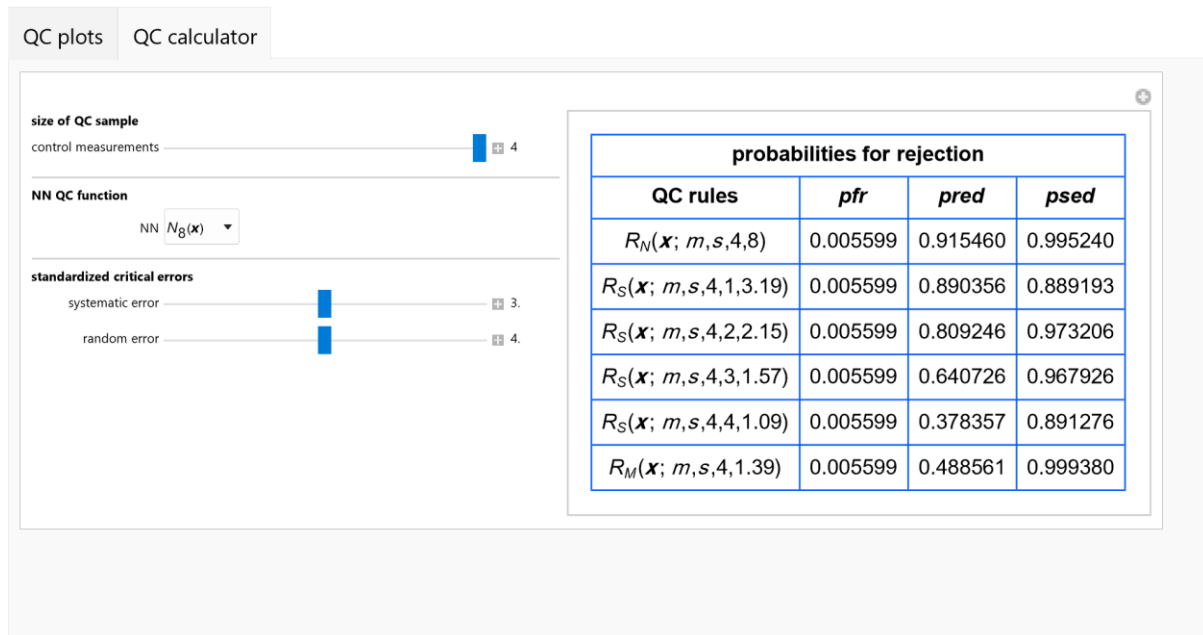 QC plots QC calculator
size of QC sample
control measurements 4
NN QC function
NN N8(x)
standardized critical errors
systematic error 3.
random error 4.
probabilities for rejection
QC rules pfr pred psed
RN(x; m,s,4,8) 0.005599 0.915460 0.995240
RS(x; m,s,4,1,3.19) 0.005599 0.890356 0.889193
RS(x; m,s,4,2,2.15) 0.005599 0.809246 0.973206
RS(x; m,s,4,3,1.57) 0.005599 0.640726 0.967926
RS(x; m,s,4,4,1.09) 0.005599 0.378357 0.891276
RM(x; m,s,4,1.39) 0.005599 0.488561 0.999380